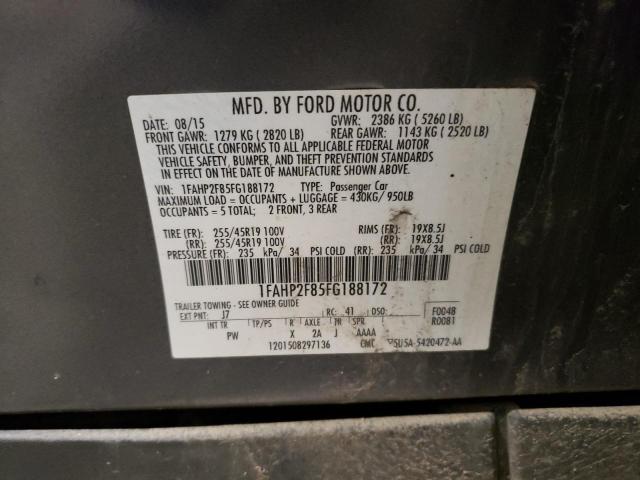 MFD. BY FORD MOTOR CO.
DATE: 08/15 GVWR: 2386 KG (5260 LB)
FRONT GAWR: 1279 KG (2820 LB) REAR GAWR: 1143 KG (2520 LB)
THIS VEHICLE CONFORMS TO ALL APPLICABLE FEDERAL MOTOR
VEHICLE SAFETY, BUMPER, AND THEFT PREVENTION STANDARDS
IN EFFECT ON THE DATE OF MANUFACTURE SHOWN ABOVE.
VIN: 1FAHP2F85FG188172 TYPE: Passenger Car
MAXIMUM LOAD = OCCUPANTS + LUGGAGE = 430KG/ 950LB
OCCUPANTS = 5 TOTAL; 2 FRONT, 3 REAR
TIRE (FR): 255/45R19 100V RIMS (FR): 19X8.5J
(RR): 255/45R19 100V (RR): 19X8.5J
PRESSURE (FR): 235 kPa/ 34 PSI COLD (RR): 235 kPa/ 34 PSI COLD
1FAHP2F85FG188172
TRAILER TOWING - SEE OWNER GUIDE
EXT PNT: J7 RC: 41 DSO: F0048
INT TR TP/PS R AXLE TR SPR R0081
PW X 2A J AAAA
1201508297136 CMC 5U5A-5420472-AA